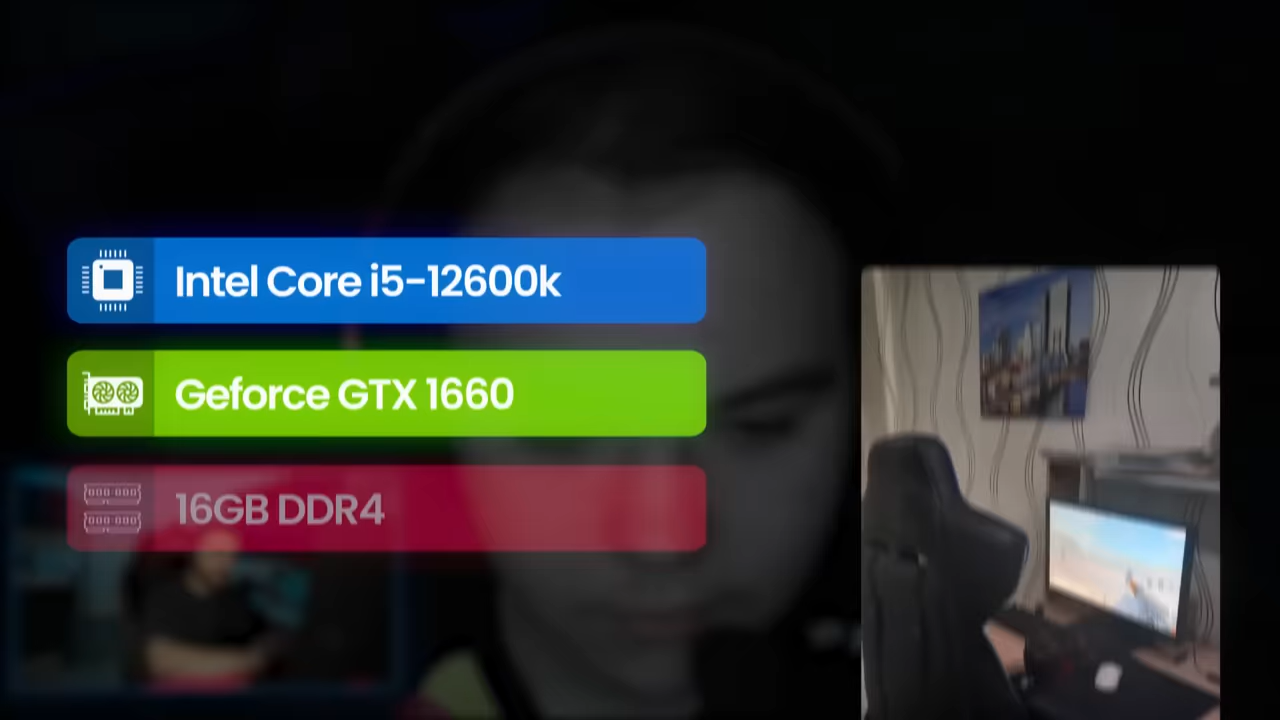 Intel Core i5-12600k
Geforce GTX 1660
16GB DDR4